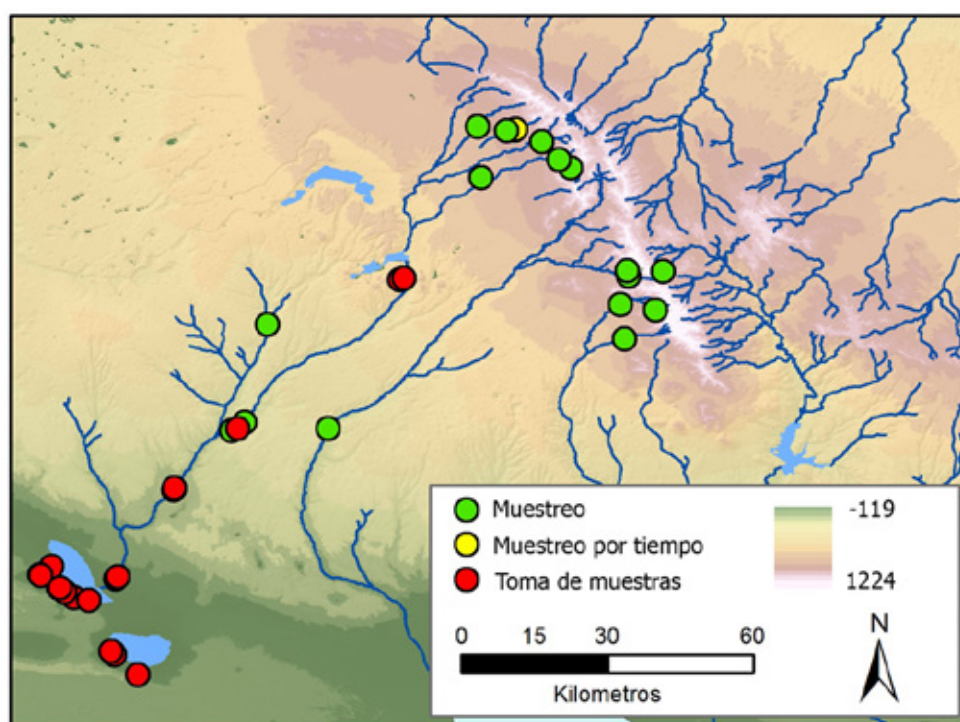 Muestreo
Muestreo por tiempo
Toma de muestras
-119
1224
N
0 15 30 60
Kilometros